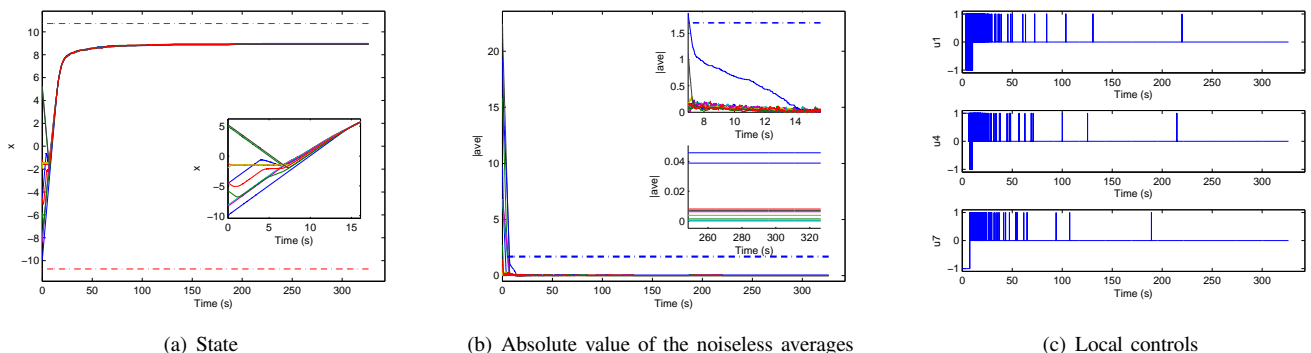 10
8
6
4
2
0
−2
−4
−6
−8
−10
x
0 50 100 150 200 250 300
Time (s)
5
0
−5
−10
x
0 5 10 15
Time (s)
(a) State
20
15
10
5
0
|ave|
0 50 100 150 200 250 300
Time (s)
1.5
1
0.5
0
|ave|
8 10 12 14
Time (s)
0.04
0.02
0
|ave|
260 280 300 320
Time (s)
(b) Absolute value of the noiseless averages
1
0
−1
u1
0 50 100 150 200 250 300
Time (s)
1
0
−1
u4
0 50 100 150 200 250 300
Time (s)
1
0
−1
u7
0 50 100 150 200 250 300
Time (s)
(c) Local controls